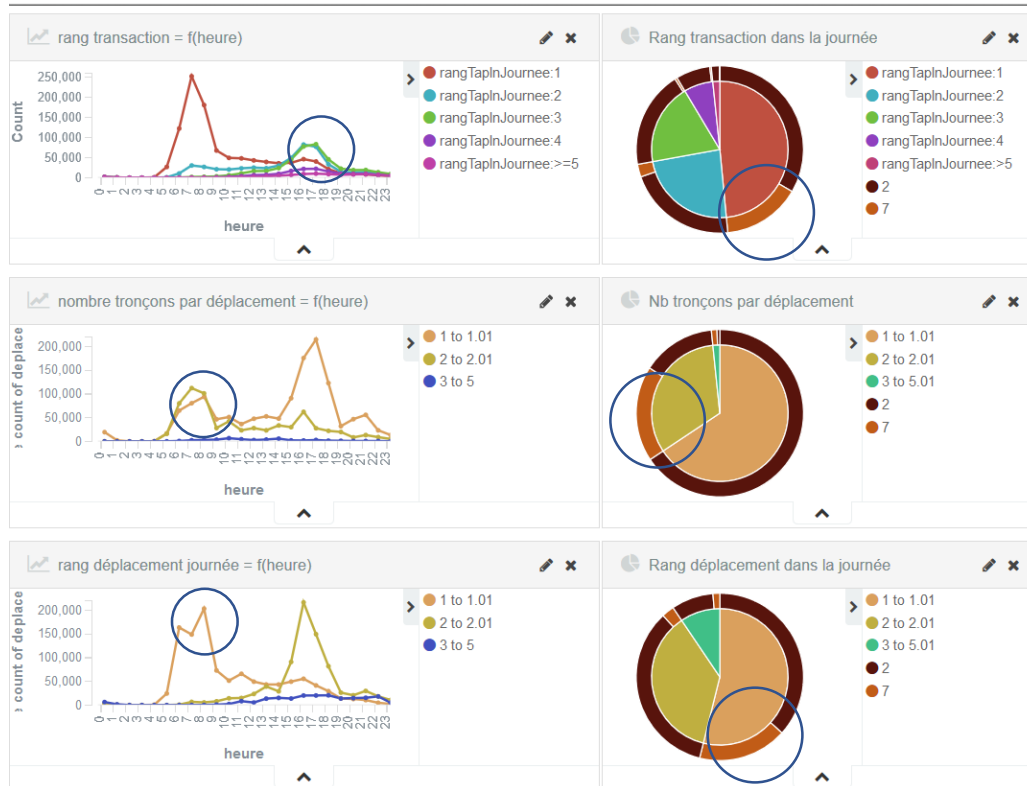 rang transaction = f(heure)
Rang transaction dans la journée
Count
250,000
200,000
150,000
100,000
50,000
0
0 1 2 3 4 5 6 7 8 9 10 11 12 13 14 15 16 17 18 19 20 21 22 23
heure
rangTapInJournee:1
rangTapInJournee:2
rangTapInJournee:3
rangTapInJournee:4
rangTapInJournee:>=5
rangTapInJournee:1
rangTapInJournee:2
rangTapInJournee:3
rangTapInJournee:4
rangTapInJournee:>5
2
7
nombre tronçons par déplacement = f(heure)
Nb tronçons par déplacement
e count of deplace
200,000
150,000
100,000
50,000
0
0 1 2 3 4 5 6 7 8 9 10 11 12 13 14 15 16 17 18 19 20 21 22 23
heure
1 to 1.01
2 to 2.01
3 to 5
1 to 1.01
2 to 2.01
3 to 5.01
2
7
rang déplacement journée = f(heure)
Rang déplacement dans la journée
e count of deplace
200,000
150,000
100,000
50,000
0
0 1 2 3 4 5 6 7 8 9 10 11 12 13 14 15 16 17 18 19 20 21 22 23
heure
1 to 1.01
2 to 2.01
3 to 5
1 to 1.01
2 to 2.01
3 to 5.01
2
7